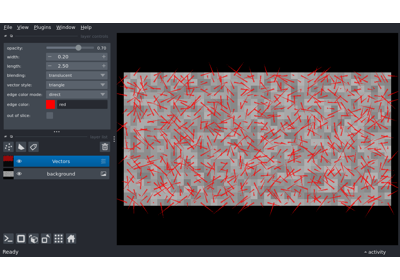 File View Plugins Window Help
opacity: 0.70
width: − 0.20 +
length: − 2.50 +
blending: translucent
vector style: triangle
edge color mode: direct
edge color: red
out of slice:
Vectors
background
Ready
activity